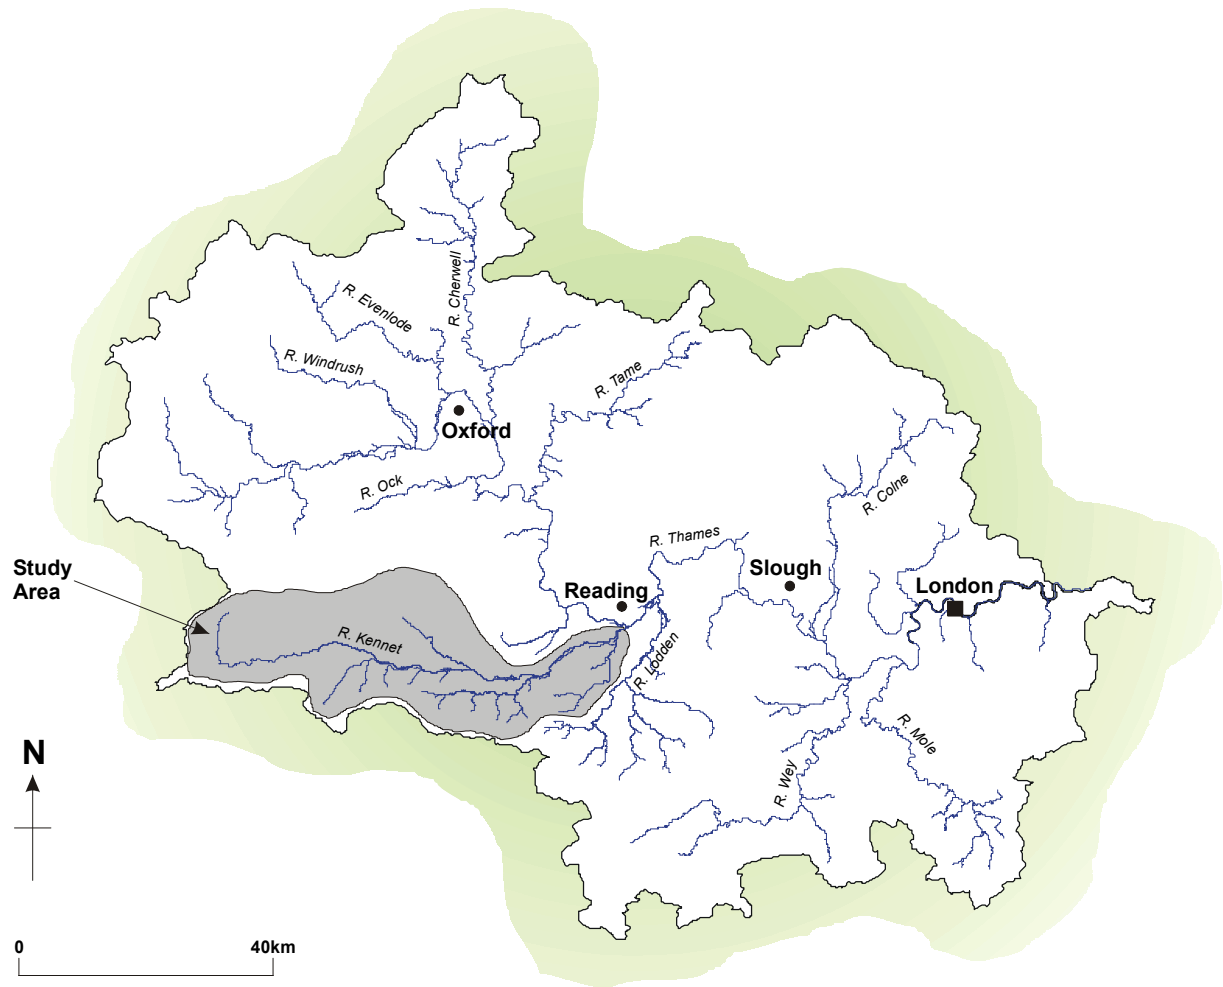 R. Cherwell
R. Evenlode
R. Windrush
R. Tame
Oxford
R. Ock
R. Colne
R. Thames
Study
Area
Slough
Reading
London
R. Kennet
R. Lodden
R. Mole
N
R. Wey
0
40km